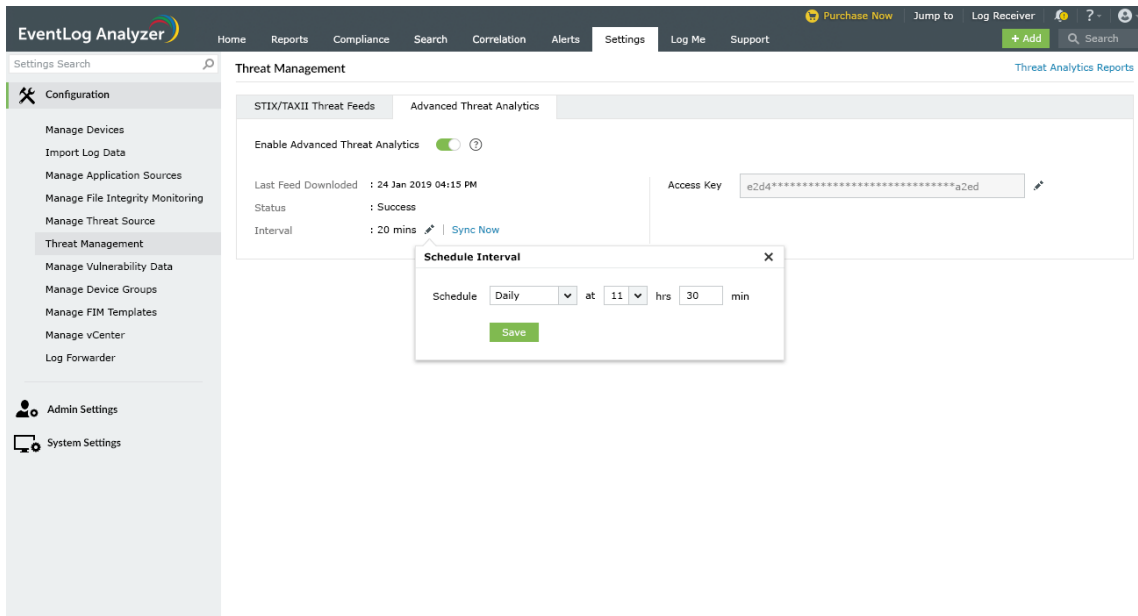 Purchase Now Jump to Log Receiver ?
EventLog Analyzer
Home Reports Compliance Search Correlation Alerts Settings Log Me Support + Add Search
Settings Search
Threat Management Threat Analytics Reports
Configuration
STIX/TAXII Threat Feeds Advanced Threat Analytics
Manage Devices
Import Log Data
Manage Application Sources
Manage File Integrity Monitoring
Manage Threat Source
Threat Management
Manage Vulnerability Data
Manage Device Groups
Manage FIM Templates
Manage vCenter
Log Forwarder
Admin Settings
System Settings
Enable Advanced Threat Analytics ?
Last Feed Downloded : 24 Jan 2019 04:15 PM
Status : Success
Interval : 20 mins | Sync Now
Access Key e2d4******************************a2ed
Schedule Interval X
Schedule Daily at 11 hrs 30 min
Save